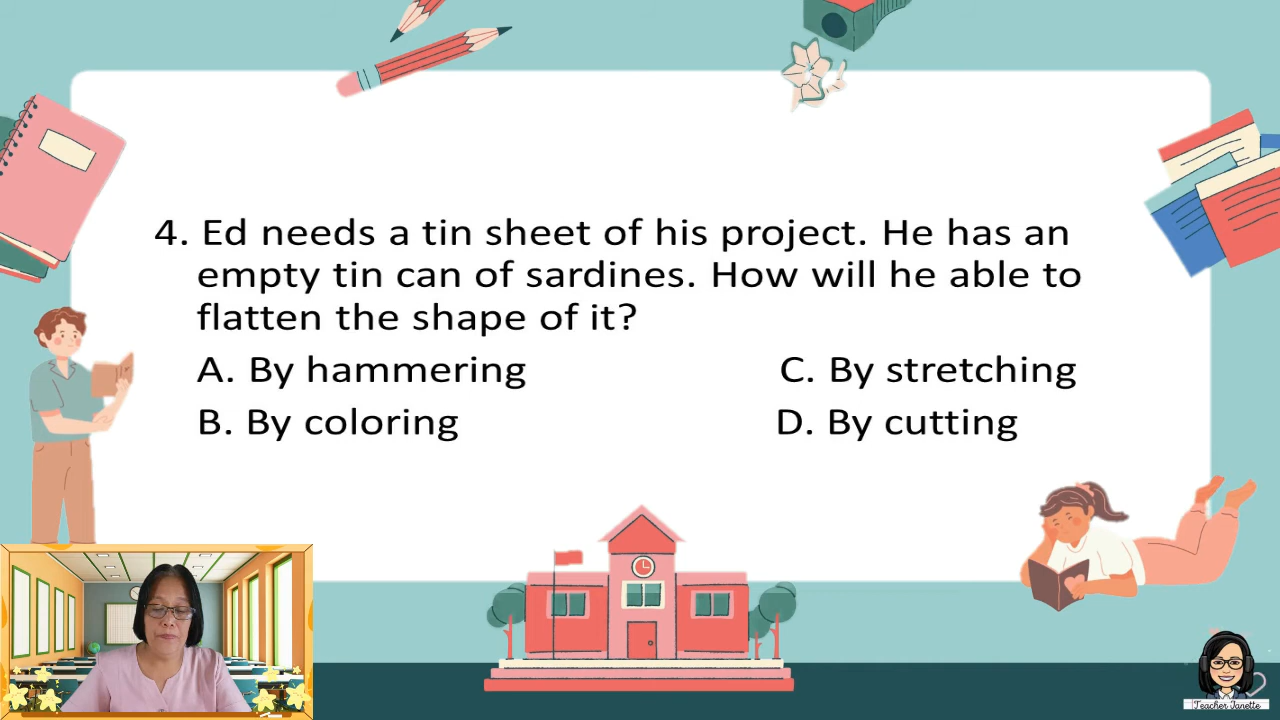 4. Ed needs a tin sheet of his project. He has an
empty tin can of sardines. How will he able to
flatten the shape of it?
A. By hammering
C. By stretching
B. By coloring
D. By cutting
Teacher Janette